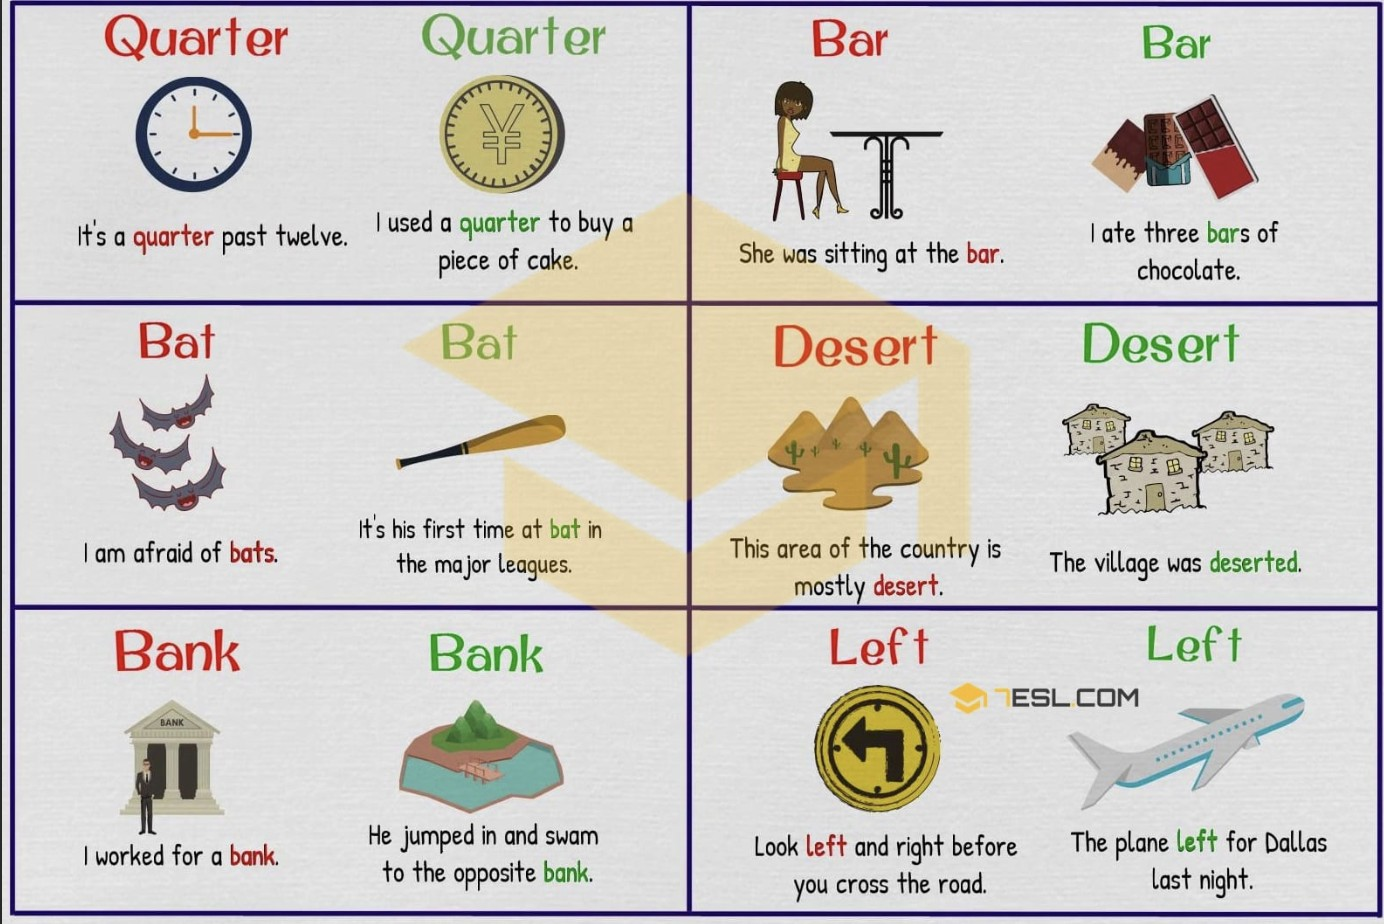 Quarter
Quarter
It's a quarter past twelve.
I used a quarter to buy a
piece of cake.
Bar
Bar
She was sitting at the bar.
I ate three bars of
chocolate.
Bat
Bat
I am afraid of bats.
It's his first time at bat in
the major leagues.
Desert
Desert
This area of the country is
mostly desert.
The village was deserted.
Bank
Bank
BANK
I worked for a bank.
He jumped in and swam
to the opposite bank.
Left
Left
7ESL.COM
Look left and right before
you cross the road.
The plane left for Dallas
last night.